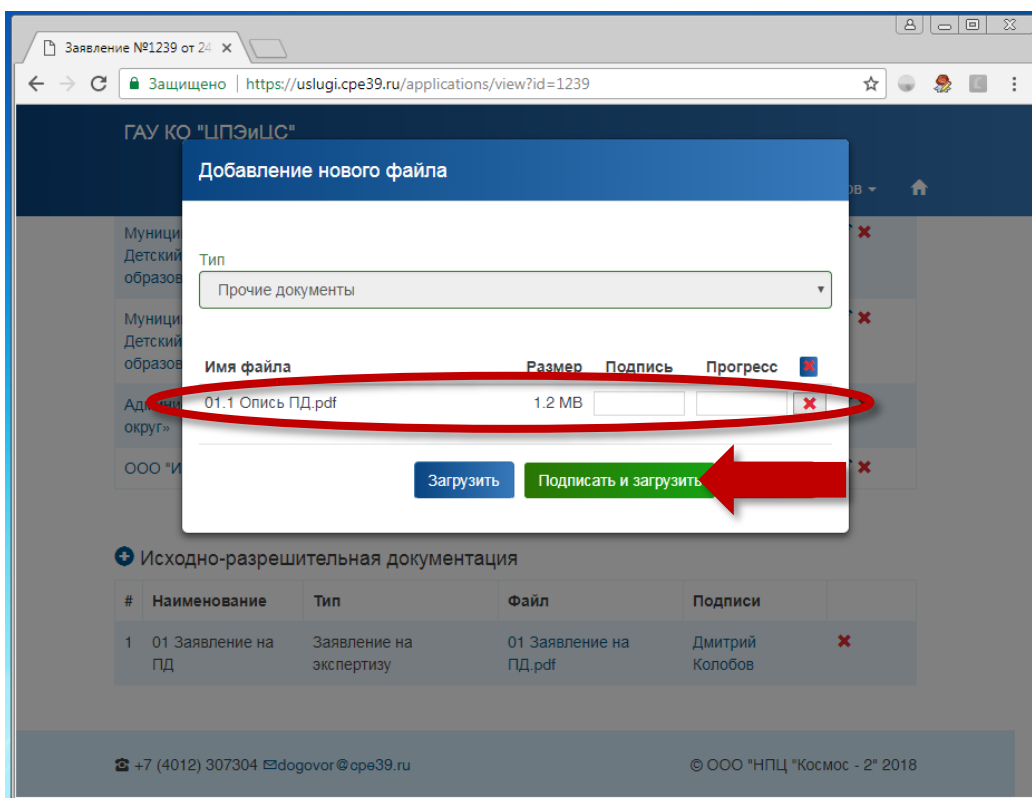 Заявление №1239 от 24
Защищено | https://uslugi.cpe39.ru/applications/view?id=1239
ГАУ КО "ЦПЭиЦС"
Добавление нового файла
ов
Муници
Детский
образов
Тип
Прочие документы
Муници
Детский
образов
Имя файла Размер Подпись Прогресс
01.1 Опись ПД.pdf 1.2 MB
округ»
ООО "И
Загрузить Подписать и загрузить
Исходно-разрешительная документация
# Наименование Тип Файл Подписи
1 01 Заявление на Заявление на 01 Заявление на Дмитрий
ПД экспертизу ПД.pdf Колобов
+7 (4012) 307304 dogovor@cpe39.ru © ООО "НПЦ "Космос - 2" 2018